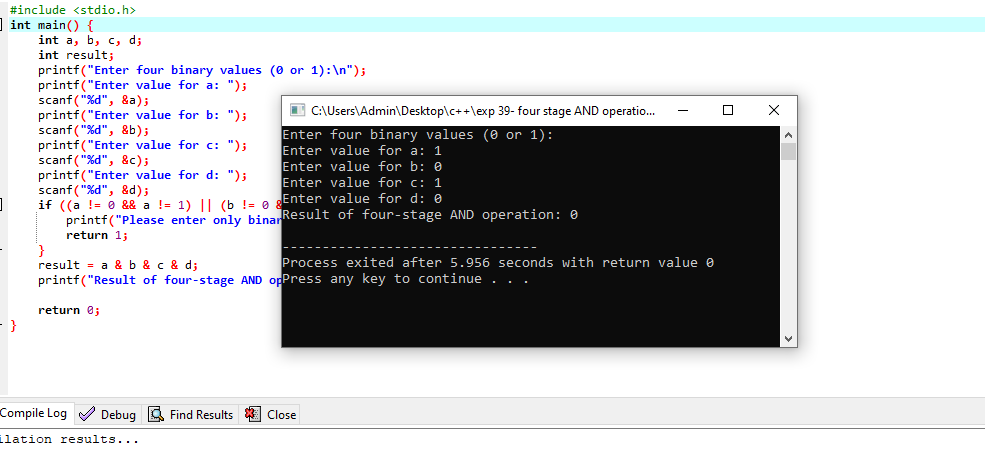 #include <stdio.h>
int main() {
int a, b, c, d;
int result;
printf("Enter four binary values (0 or 1):\n");
printf("Enter value for a: ");
scanf("%d", &a);
printf("Enter value for b: ");
scanf("%d", &b);
printf("Enter value for c: ");
scanf("%d", &c);
printf("Enter value for d: ");
scanf("%d", &d);
if ((a != 0 && a != 1) || (b != 0 &
printf("Please enter only binar
return 1;
}
result = a & b & c & d;
printf("Result of four-stage AND op
return 0;
}
C:\Users\Admin\Desktop\c++\exp 39- four stage AND operatio...
Enter four binary values (0 or 1):
Enter value for a: 1
Enter value for b: 0
Enter value for c: 1
Enter value for d: 0
Result of four-stage AND operation: 0
--------------------------------
Process exited after 5.956 seconds with return value 0
Press any key to continue . . .
Compile Log Debug Find Results Close
ilation results...